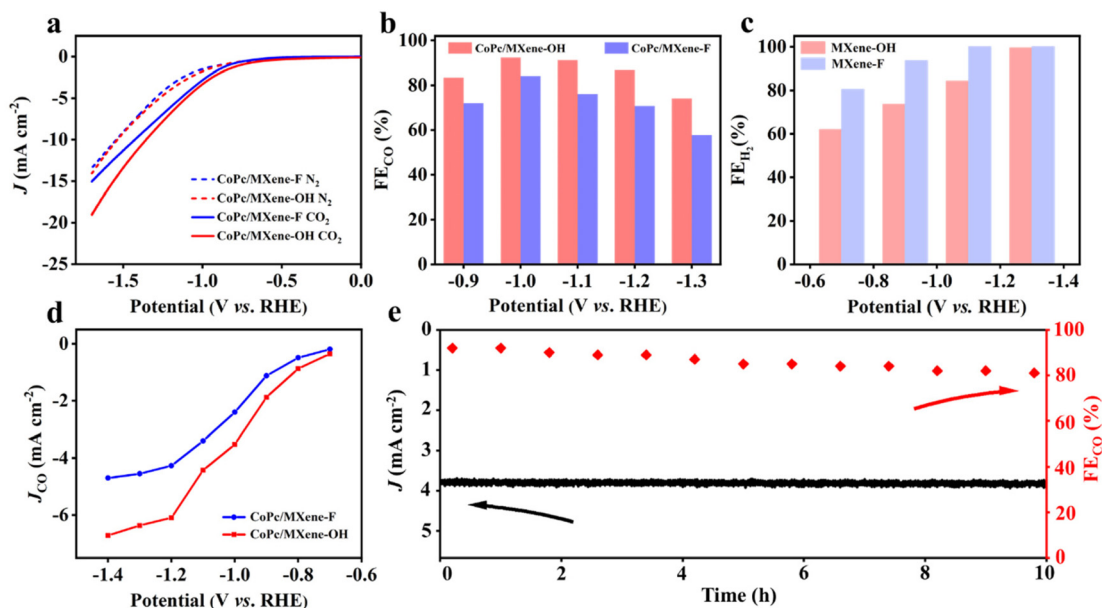 a
0
-5
-10
-15
-20
-25
J (mA cm⁻²)
CoPc/MXene-F N₂
CoPc/MXene-OH N₂
CoPc/MXene-F CO₂
CoPc/MXene-OH CO₂
-1.5 -1.0 -0.5 0.0
Potential (V vs. RHE)
b
100
80
60
40
20
0
FE_CO (%)
CoPc/MXene-OH CoPc/MXene-F
-0.9 -1.0 -1.1 -1.2 -1.3
Potential (V vs. RHE)
c
100
80
60
40
20
0
FE_H₂ (%)
MXene-OH
MXene-F
-0.6 -0.8 -1.0 -1.2 -1.4
Potential (V vs. RHE)
d
0
-2
-4
-6
J_CO (mA cm⁻²)
CoPc/MXene-F
CoPc/MXene-OH
-1.4 -1.2 -1.0 -0.8 -0.6
Potential (V vs. RHE)
e
0
1
2
3
4
5
J (mA cm⁻²)
100
80
60
40
20
0
FE_CO (%)
0 2 4 6 8 10
Time (h)